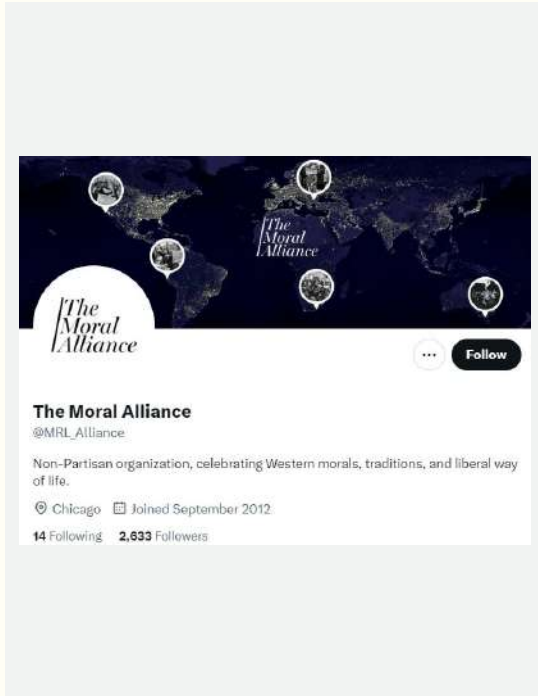 The
Moral
Alliance
The
Moral
Alliance
Follow
The Moral Alliance
@MRL_Alliance
Non-Partisan organization, celebrating Western morals, traditions, and liberal way
of life.
Chicago Joined September 2012
14 Following 2,633 Followers